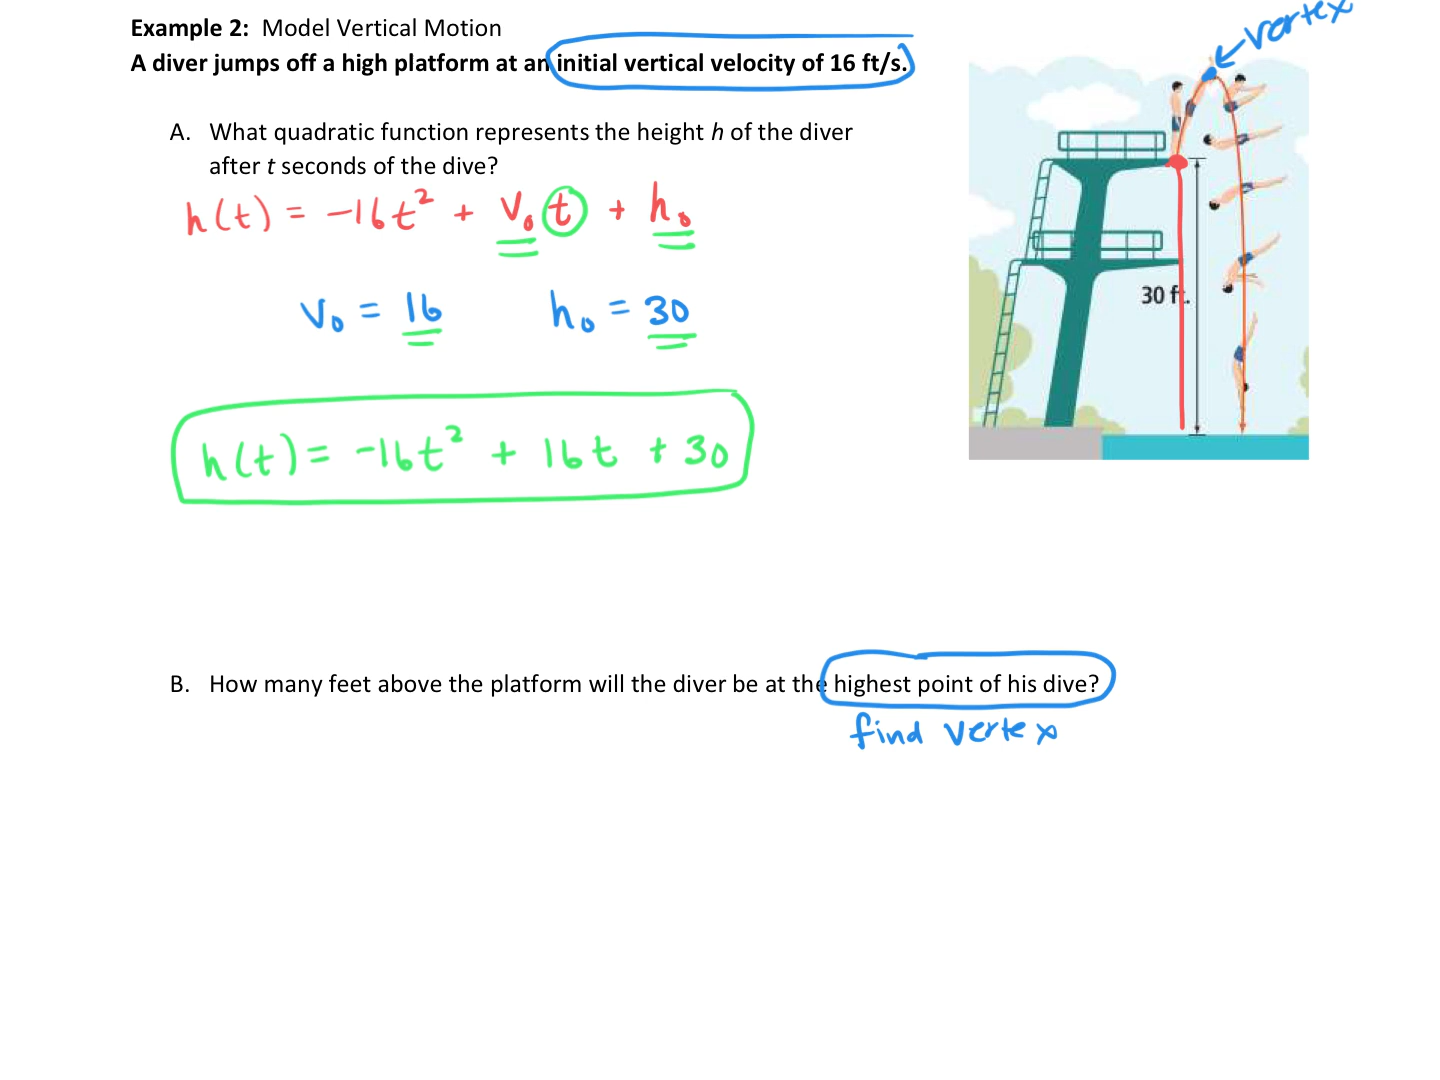 Example 2: Model Vertical Motion
A diver jumps off a high platform at an initial vertical velocity of 16 ft/s.
vertex
A. What quadratic function represents the height h of the diver
after t seconds of the dive?
h(t) = -16t² + v₀(t) + h₀
v₀ = 16 h₀ = 30
30 ft.
h(t) = -16t² + 16t + 30
B. How many feet above the platform will the diver be at the highest point of his dive?
find vertex